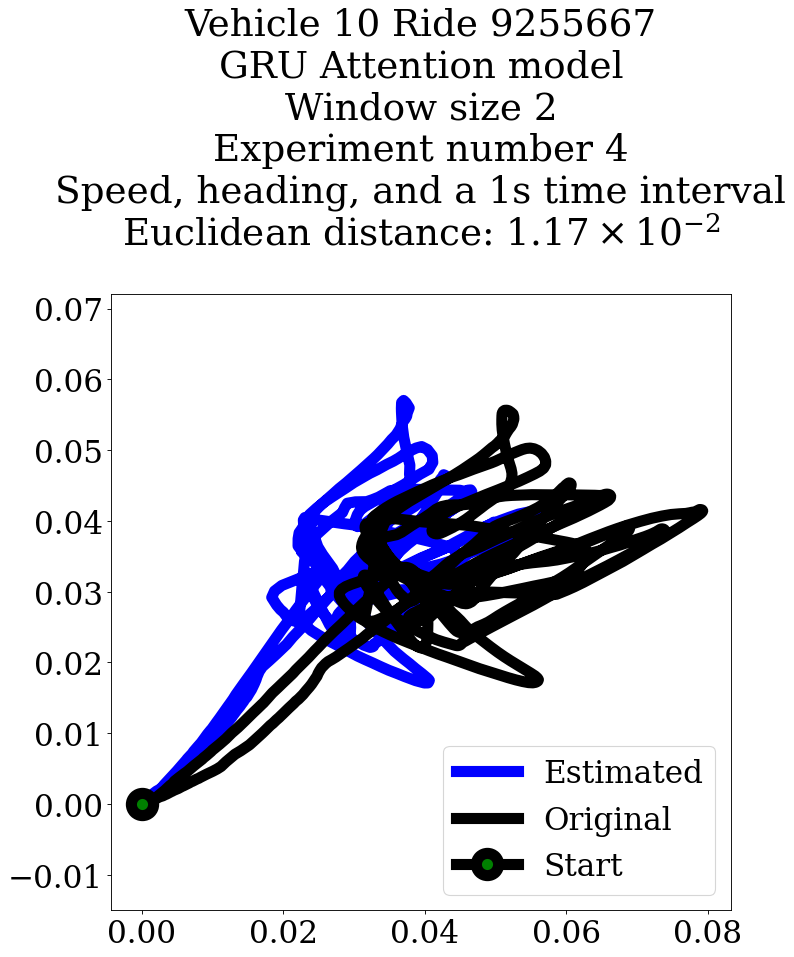 Vehicle 10 Ride 9255667
GRU Attention model
Window size 2
Experiment number 4
Speed, heading, and a 1s time interval
Euclidean distance: 1.17 × 10⁻²
0.07
0.06
0.05
0.04
0.03
0.02
0.01
0.00
−0.01
0.00 0.02 0.04 0.06 0.08
Estimated
Original
Start